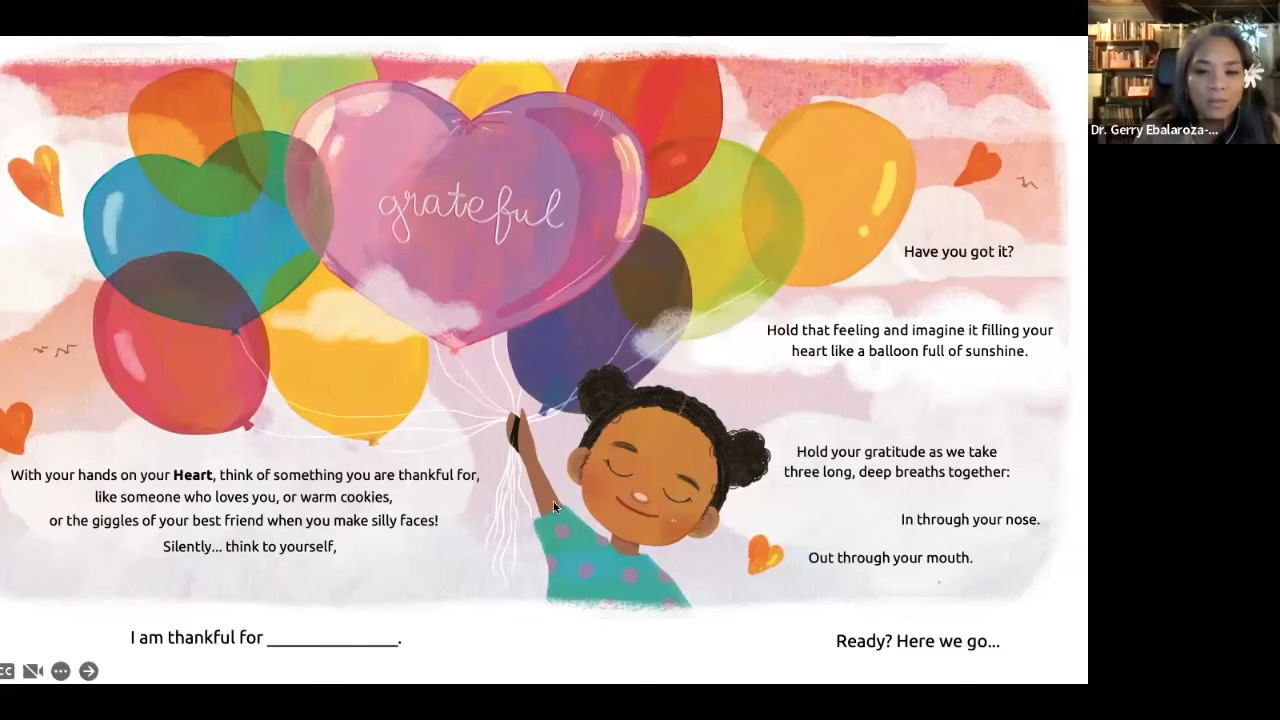 grateful
With your hands on your Heart, think of something you are thankful for,
like someone who loves you, or warm cookies,
or the giggles of your best friend when you make silly faces!
Silently... think to yourself,
I am thankful for ______________.
Have you got it?
Hold that feeling and imagine it filling your
heart like a balloon full of sunshine.
Hold your gratitude as we take
three long, deep breaths together:
In through your nose.
Out through your mouth.
Ready? Here we go...
Dr. Gerry Ebalaroza-...
CC